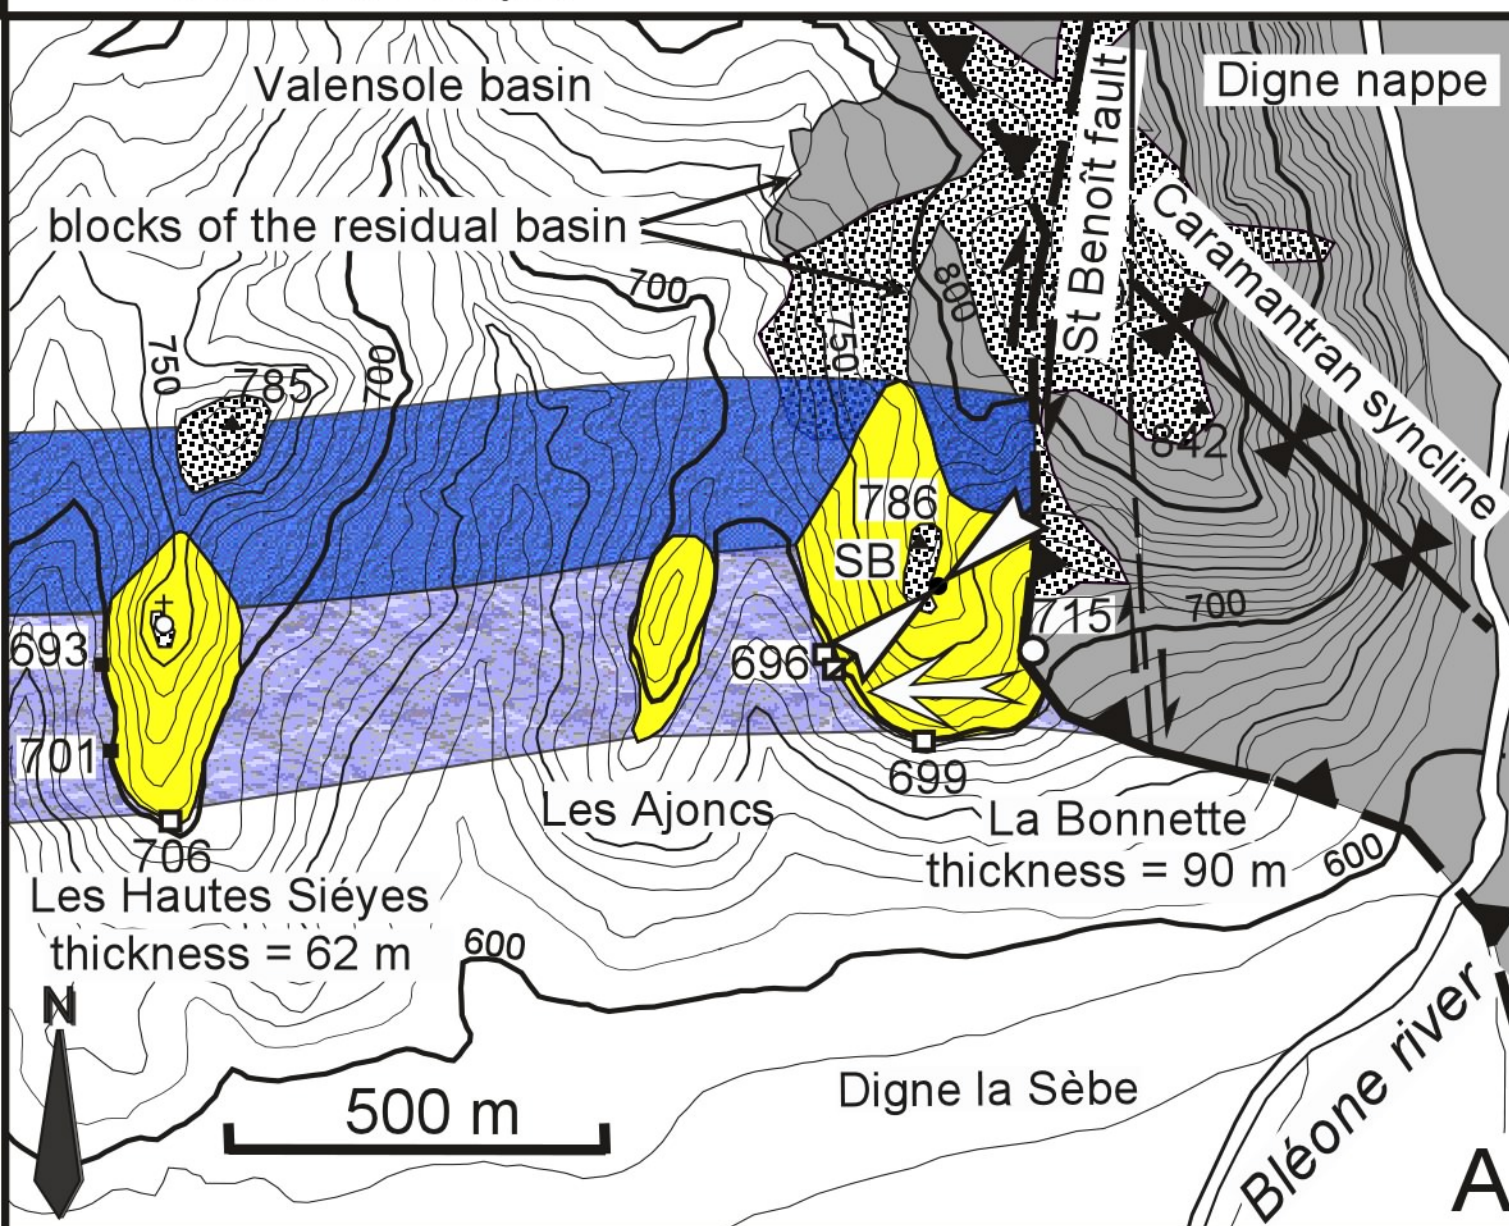 Valensole basin
Digne nappe
St Benoît fault
Caramantran syncline
blocks of the residual basin
700
800
750
750
785
700
642
786
SB
700
693
715
696
701
699
706
Les Ajoncs
La Bonnette
thickness = 90 m
600
Les Hautes Siéyes
thickness = 62 m
600
N
500 m
Digne la Sèbe
Bléone river
A